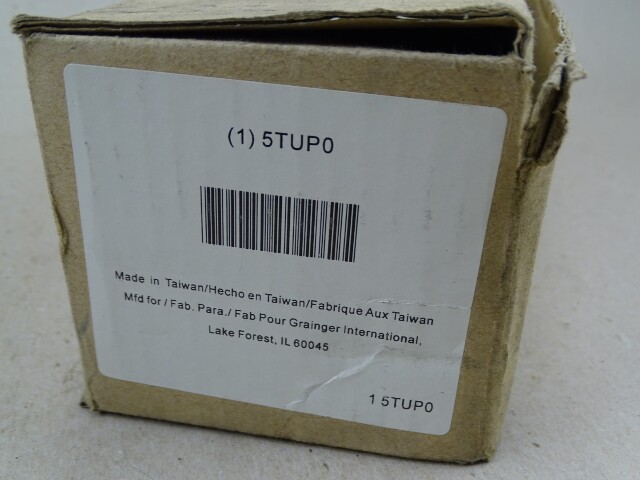 (1) 5TUP0
Made in Taiwan/Hecho en Taiwan/Fabrique Aux Taiwan
Mfd for / Fab. Para./ Fab Pour Grainger International,
Lake Forest, IL 60045
1 5TUP0